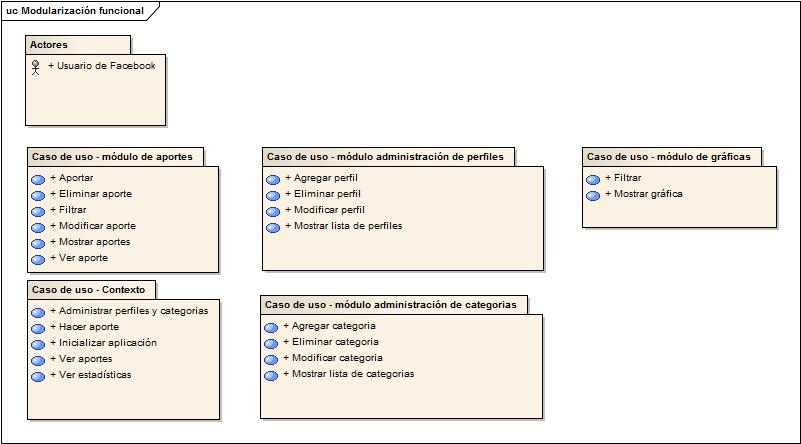 uc Modularización funcional
Actores
+ Usuario de Facebook
Caso de uso - módulo de aportes
+ Aportar
+ Eliminar aporte
+ Filtrar
+ Modificar aporte
+ Mostrar aportes
+ Ver aporte
Caso de uso - módulo administración de perfiles
+ Agregar perfil
+ Eliminar perfil
+ Modificar perfil
+ Mostrar lista de perfiles
Caso de uso - módulo de gráficas
+ Filtrar
+ Mostrar gráfica
Caso de uso - Contexto
+ Administrar perfiles y categorias
+ Hacer aporte
+ Inicializar aplicación
+ Ver aportes
+ Ver estadísticas
Caso de uso - módulo administración de categorias
+ Agregar categoria
+ Eliminar categoria
+ Modificar categoria
+ Mostrar lista de categorias